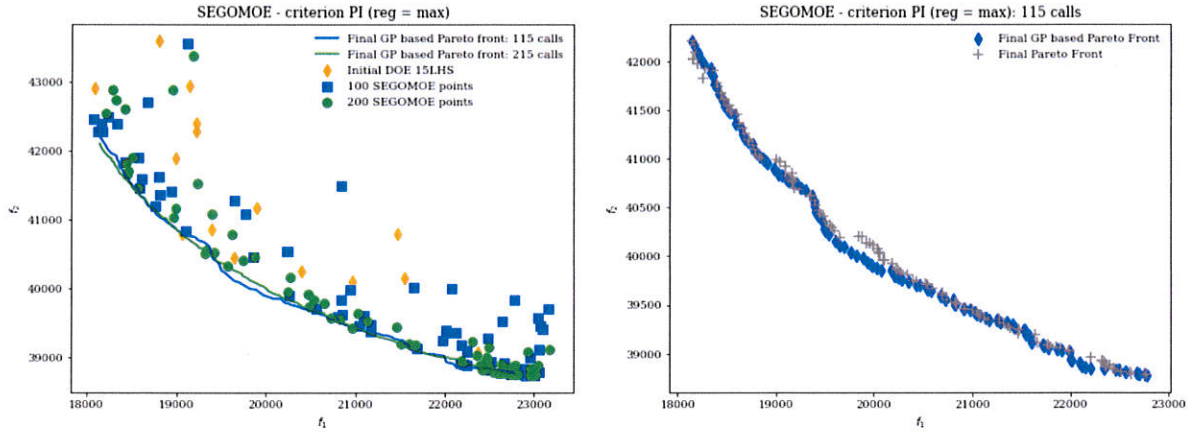 SEGOMOE - criterion PI (reg = max)
Final GP based Pareto front: 115 calls
Final GP based Pareto front: 215 calls
Initial DOE 15LHS
100 SEGOMOE points
200 SEGOMOE points
43000
42000
41000
40000
39000
f₂
18000 19000 20000 21000 22000 23000
f₁
SEGOMOE - criterion PI (reg = max): 115 calls
Final GP based Pareto Front
Final Pareto Front
42000
41500
41000
40500
40000
39500
39000
f₂
18000 19000 20000 21000 22000 23000
f₁